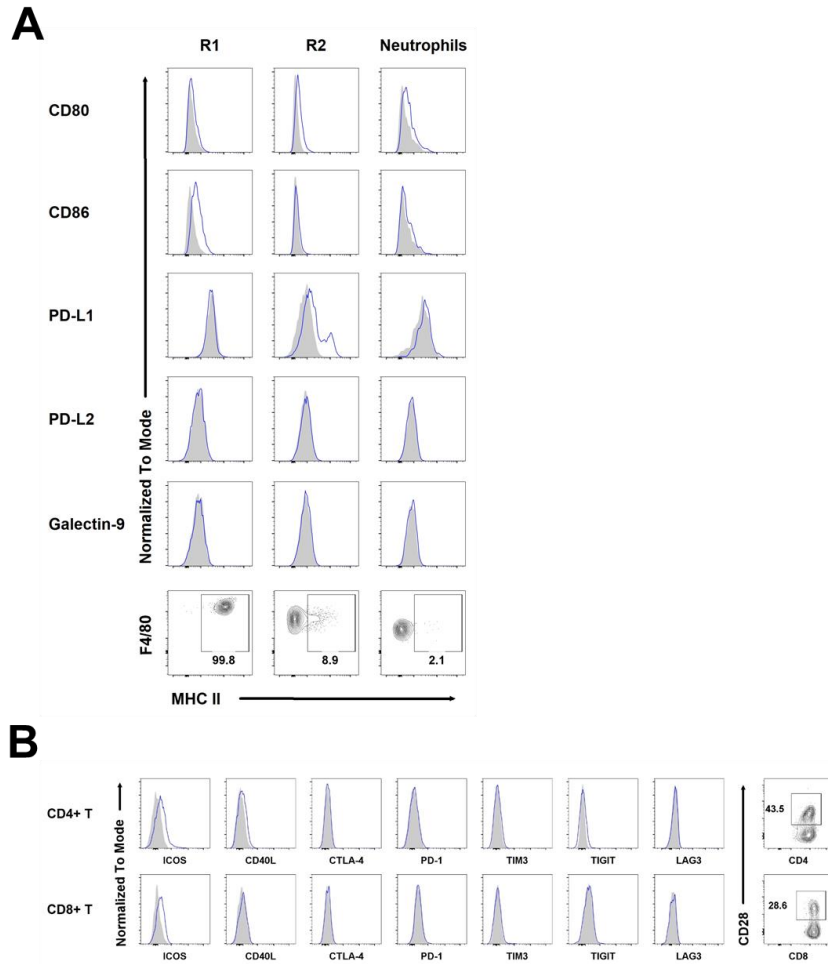 A
R1 R2 Neutrophils
CD80
CD86
PD-L1
PD-L2
Galectin-9
Normalized To Mode
F4/80
99.8 8.9 2.1
MHC II
B
CD4+ T
43.5
ICOS CD40L CTLA-4 PD-1 TIM3 TIGIT LAG3 CD4
CD8+ T
28.6
ICOS CD40L CTLA-4 PD-1 TIM3 TIGIT LAG3 CD8
Normalized To Mode
CD28